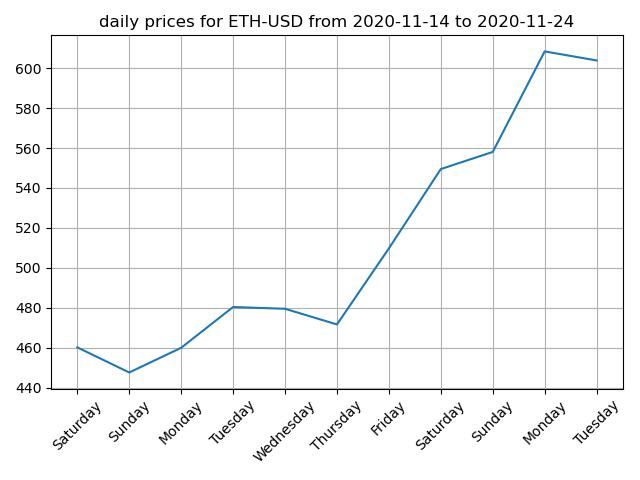 daily prices for ETH-USD from 2020-11-14 to 2020-11-24
600
580
560
540
520
500
480
460
440
Saturday
Sunday
Monday
Tuesday
Wednesday
Thursday
Friday
Saturday
Sunday
Monday
Tuesday